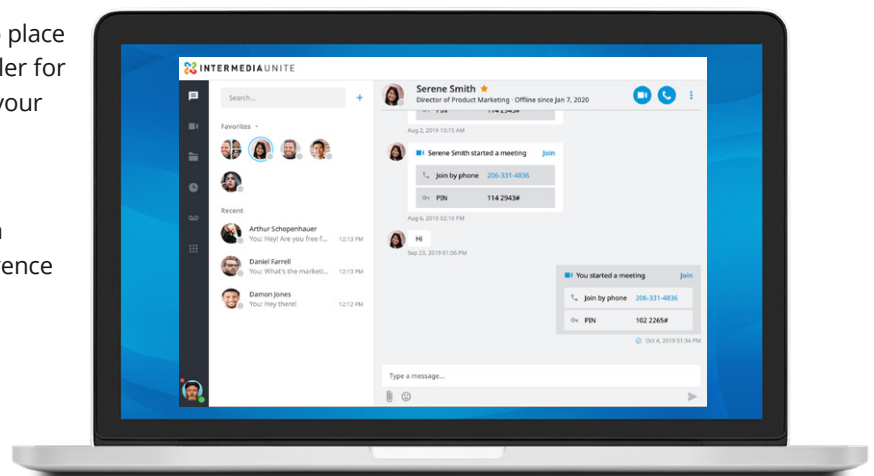 place
ler for
your
ence
INTERMEDIA UNITE
Search...
+
Favorites
Recent
Arthur Schopenhauer
You: Hey! Are you free f...
12:13 PM
Daniel Farrell
You: What's the marketi...
12:13 PM
Damon Jones
You: Hey there!
12:12 PM
Serene Smith
Director of Product Marketing · Offline since Jan 7, 2020
PIN 114 2943#
Aug 2, 2019 10:15 AM
Serene Smith started a meeting Join
Join by phone 206-331-4836
PIN 114 2943#
Aug 6, 2019 02:10 PM
Hi
Sep 23, 2019 01:06 PM
You started a meeting Join
Join by phone 206-331-4836
PIN 102 2265#
Oct 4, 2019 01:34 PM
Type a message...